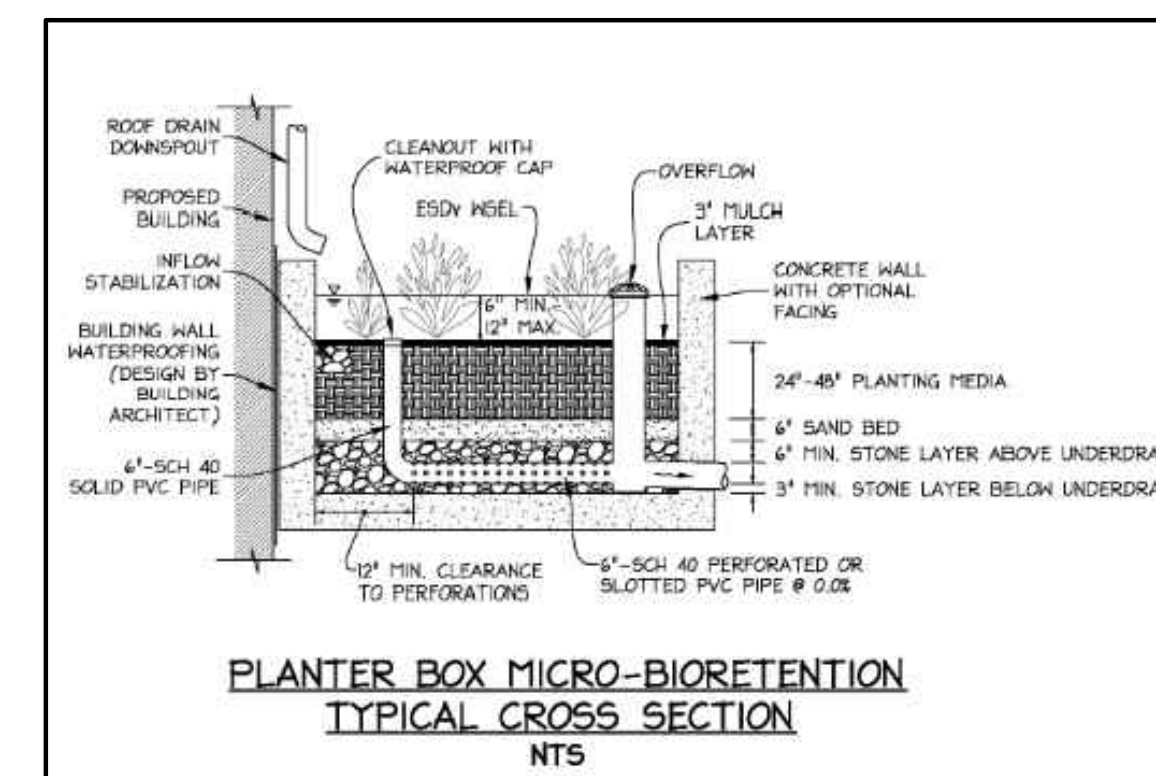 ROOF DRAIN
DOWNSPOUT
PROPOSED
BUILDING
INFLOW
STABILIZATION
BUILDING WALL
WATERPROOFING
(DESIGN BY
BUILDING
ARCHITECT)
6"-SCH 40
SOLID PVC PIPE
CLEANOUT WITH
WATERPROOF CAP
ESDv WSEL
OVERFLOW
3" MULCH
LAYER
CONCRETE WALL
WITH OPTIONAL
FACING
6" MIN.-
12" MAX.
24"-48" PLANTING MEDIA
6" SAND BED
6" MIN. STONE LAYER ABOVE UNDERDRA
3" MIN. STONE LAYER BELOW UNDERDRA
12" MIN. CLEARANCE
TO PERFORATIONS
6"-SCH 40 PERFORATED OR
SLOTTED PVC PIPE @ 0.0%
PLANTER BOX MICRO-BIORETENTION
TYPICAL CROSS SECTION
NTS